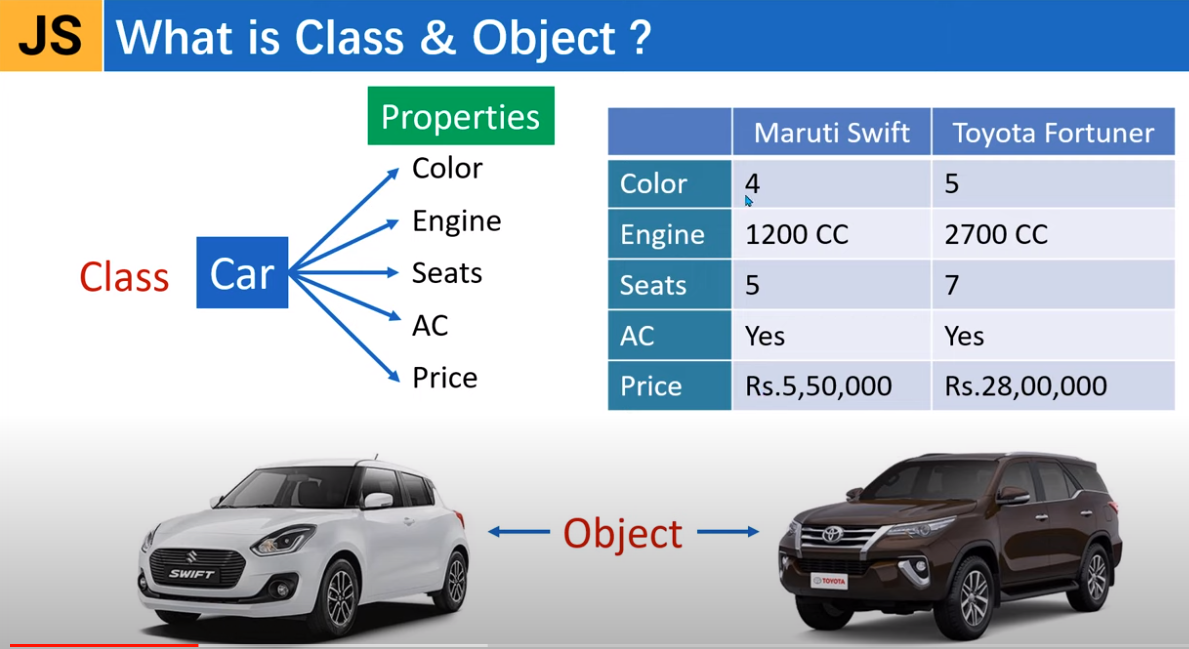 JS What is Class & Object ?
Properties
Color
Engine
Class Car Seats
AC
Price
Maruti Swift Toyota Fortuner
Color 4 5
Engine 1200 CC 2700 CC
Seats 5 7
AC Yes Yes
Price Rs.5,50,000 Rs.28,00,000
Object
SWIFT
TOYOTA